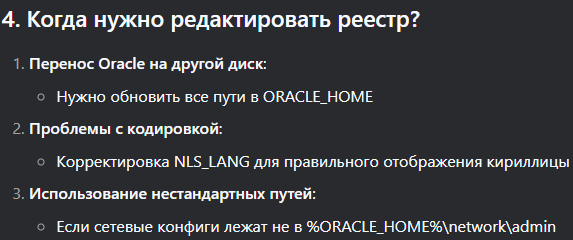 4. Когда нужно редактировать реестр?
1. Перенос Oracle на другой диск:
Нужно обновить все пути в ORACLE_HOME
2. Проблемы с кодировкой:
Корректировка NLS_LANG для правильного отображения кириллицы
3. Использование нестандартных путей:
Если сетевые конфиги лежат не в %ORACLE_HOME%\network\admin